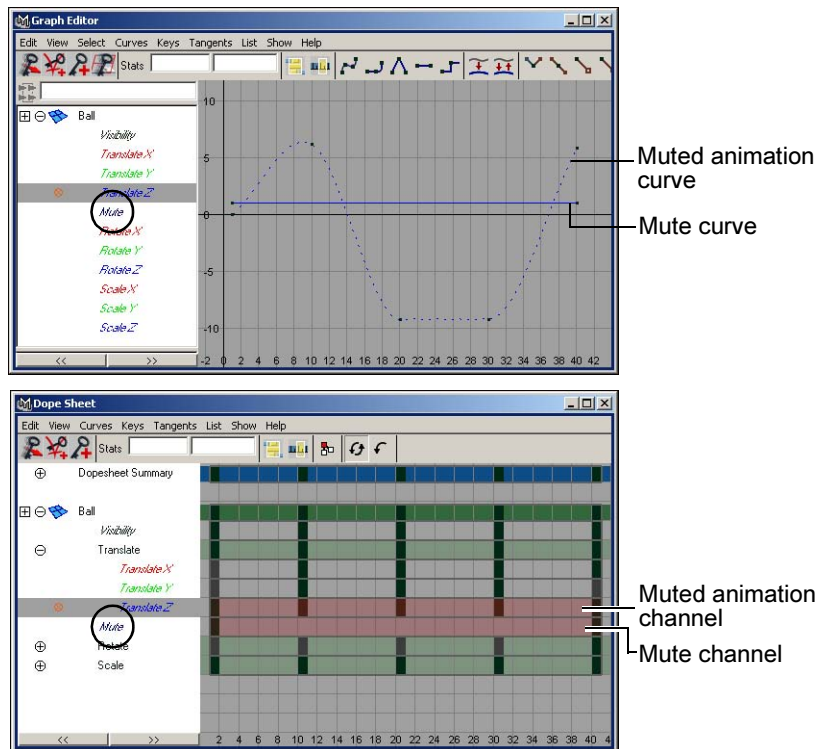 Graph Editor
Edit View Select Curves Keys Tangents List Show Help
Stats
Ball
Visibility
Translate X
Translate Y
Translate Z
Mute
Rotate X
Rotate Y
Rotate Z
Scale X
Scale Y
Scale Z
<< >>
10
5
0
-5
-10
-2 0 2 4 6 8 10 12 14 16 18 20 22 24 26 28 30 32 34 36 38 40 42
Muted animation
curve
Mute curve
Dope Sheet
Edit View Curves Keys Tangents List Show Help
Stats
Dopesheet Summary
Ball
Visibility
Translate
Translate X
Translate Y
Translate Z
Mute
Rotate
Scale
<< >>
2 4 6 8 10 12 14 16 18 20 22 24 26 28 30 32 34 36 38 40 4
Muted animation
channel
Mute channel